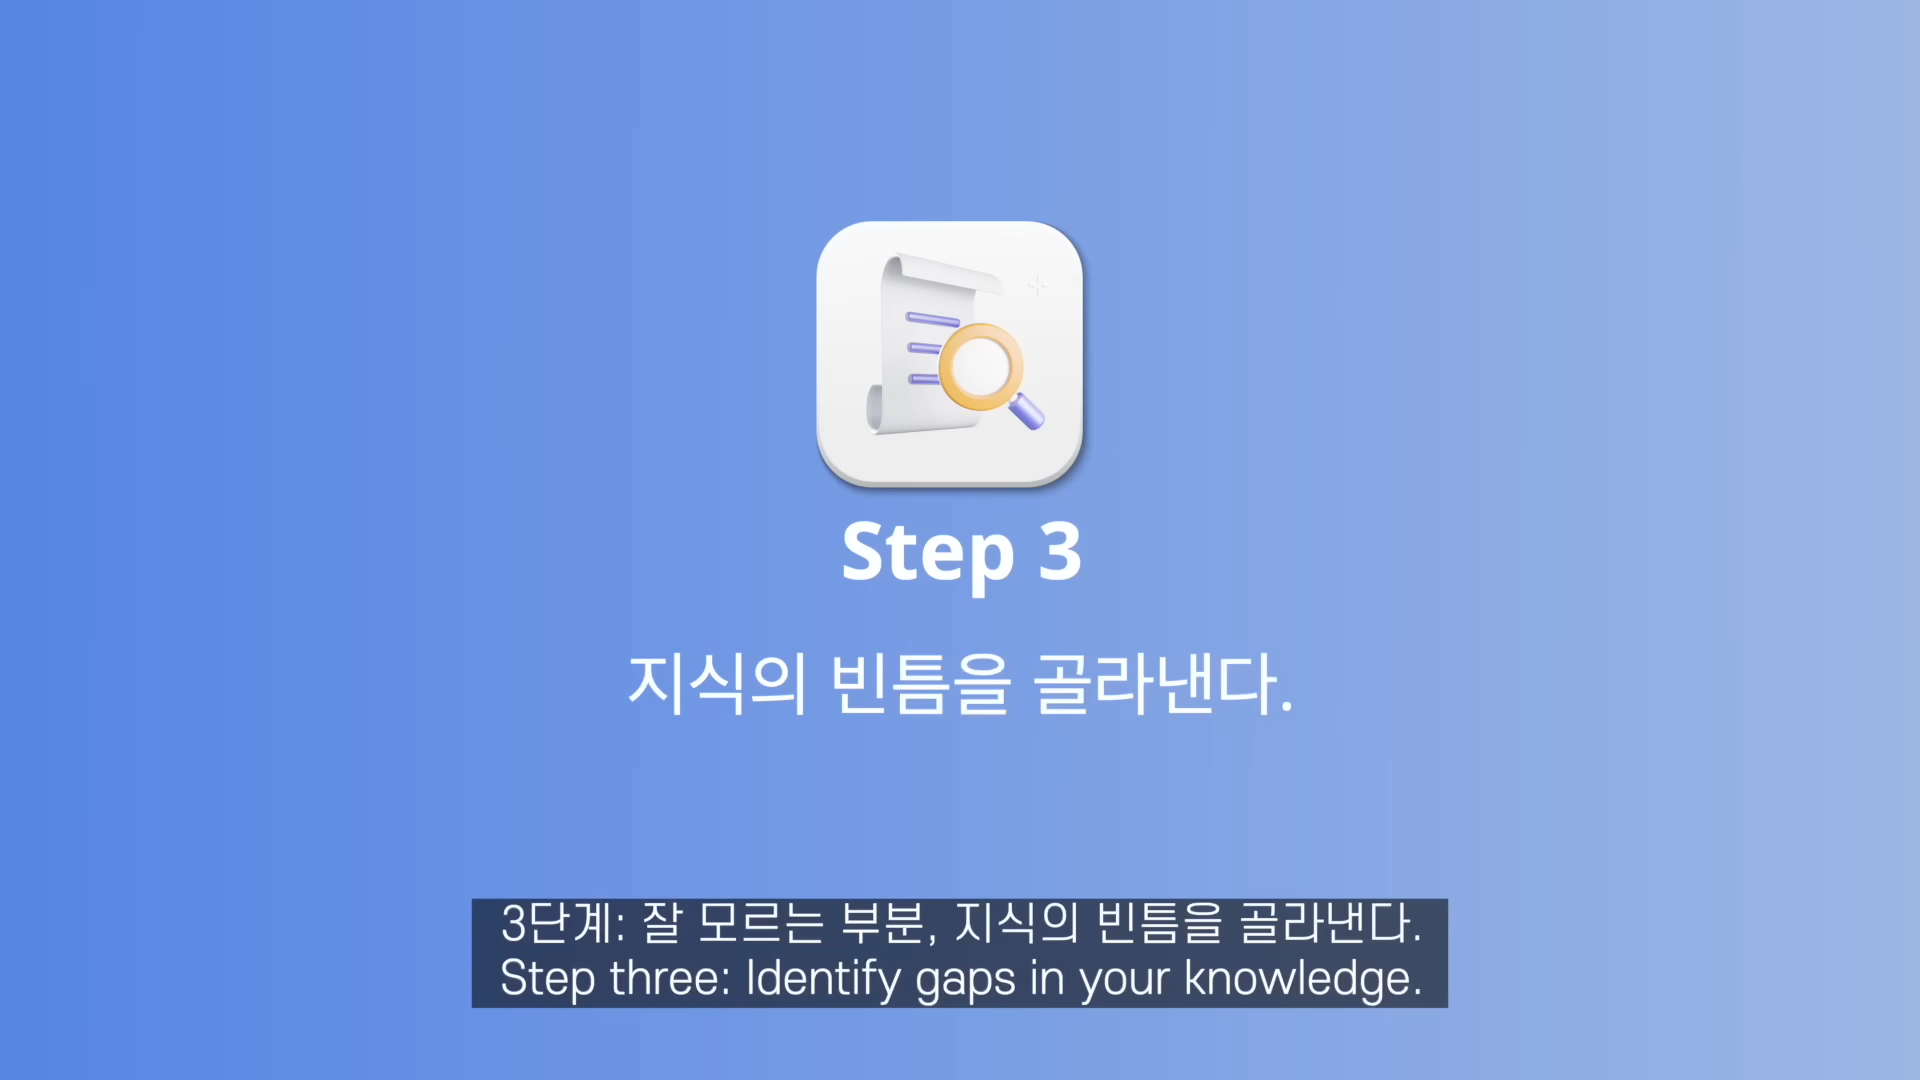 Step 3
지식의 빈틈을 골라낸다.
3단계: 잘 모르는 부분, 지식의 빈틈을 골라낸다.
Step three: Identify gaps in your knowledge.